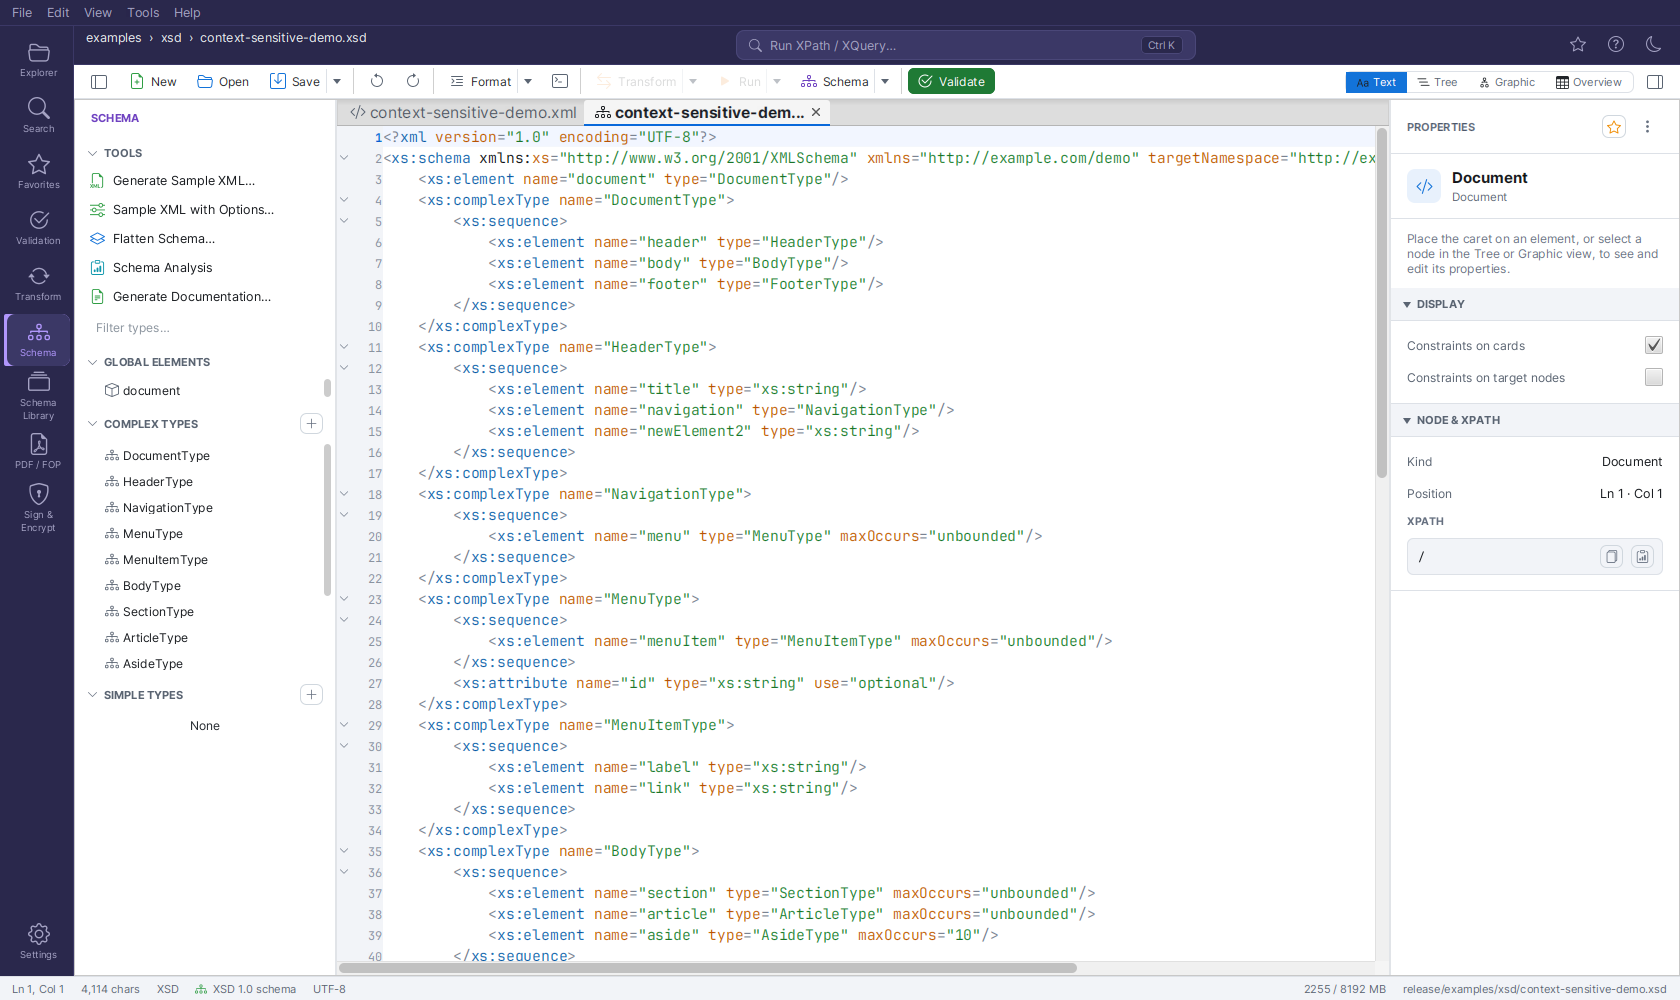 File Edit View Tools Help
examples › xsd › context-sensitive-demo.xsd
Run XPath / XQuery... Ctrl K
New Open Save Format Transform Run Schema Validate
Aa Text Tree Graphic Overview
Explorer
Search
Favorites
Validation
Transform
Schema
Schema
Library
PDF / FOP
Sign &
Encrypt
Settings
SCHEMA
TOOLS
Generate Sample XML...
Sample XML with Options...
Flatten Schema...
Schema Analysis
Generate Documentation...
Filter types...
GLOBAL ELEMENTS
document
COMPLEX TYPES
DocumentType
HeaderType
NavigationType
MenuType
MenuItemType
BodyType
SectionType
ArticleType
AsideType
SIMPLE TYPES
None
</> context-sensitive-demo.xml context-sensitive-dem... ×
1 <?xml version="1.0" encoding="UTF-8"?>
2 <xs:schema xmlns:xs="http://www.w3.org/2001/XMLSchema" xmlns="http://example.com/demo" targetNamespace="http://ex
3 <xs:element name="document" type="DocumentType"/>
4 <xs:complexType name="DocumentType">
5 <xs:sequence>
6 <xs:element name="header" type="HeaderType"/>
7 <xs:element name="body" type="BodyType"/>
8 <xs:element name="footer" type="FooterType"/>
9 </xs:sequence>
10 </xs:complexType>
11 <xs:complexType name="HeaderType">
12 <xs:sequence>
13 <xs:element name="title" type="xs:string"/>
14 <xs:element name="navigation" type="NavigationType"/>
15 <xs:element name="newElement2" type="xs:string"/>
16 </xs:sequence>
17 </xs:complexType>
18 <xs:complexType name="NavigationType">
19 <xs:sequence>
20 <xs:element name="menu" type="MenuType" maxOccurs="unbounded"/>
21 </xs:sequence>
22 </xs:complexType>
23 <xs:complexType name="MenuType">
24 <xs:sequence>
25 <xs:element name="menuItem" type="MenuItemType" maxOccurs="unbounded"/>
26 </xs:sequence>
27 <xs:attribute name="id" type="xs:string" use="optional"/>
28 </xs:complexType>
29 <xs:complexType name="MenuItemType">
30 <xs:sequence>
31 <xs:element name="label" type="xs:string"/>
32 <xs:element name="link" type="xs:string"/>
33 </xs:sequence>
34 </xs:complexType>
35 <xs:complexType name="BodyType">
36 <xs:sequence>
37 <xs:element name="section" type="SectionType" maxOccurs="unbounded"/>
38 <xs:element name="article" type="ArticleType" maxOccurs="unbounded"/>
39 <xs:element name="aside" type="AsideType" maxOccurs="10"/>
40 </xs:sequence>
PROPERTIES
</> Document
Document
Place the caret on an element, or select a
node in the Tree or Graphic view, to see and
edit its properties.
DISPLAY
Constraints on cards
Constraints on target nodes
NODE & XPATH
Kind Document
Position Ln 1 · Col 1
XPATH
/
Ln 1, Col 1 4,114 chars XSD XSD 1.0 schema UTF-8 2255 / 8192 MB release/examples/xsd/context-sensitive-demo.xsd